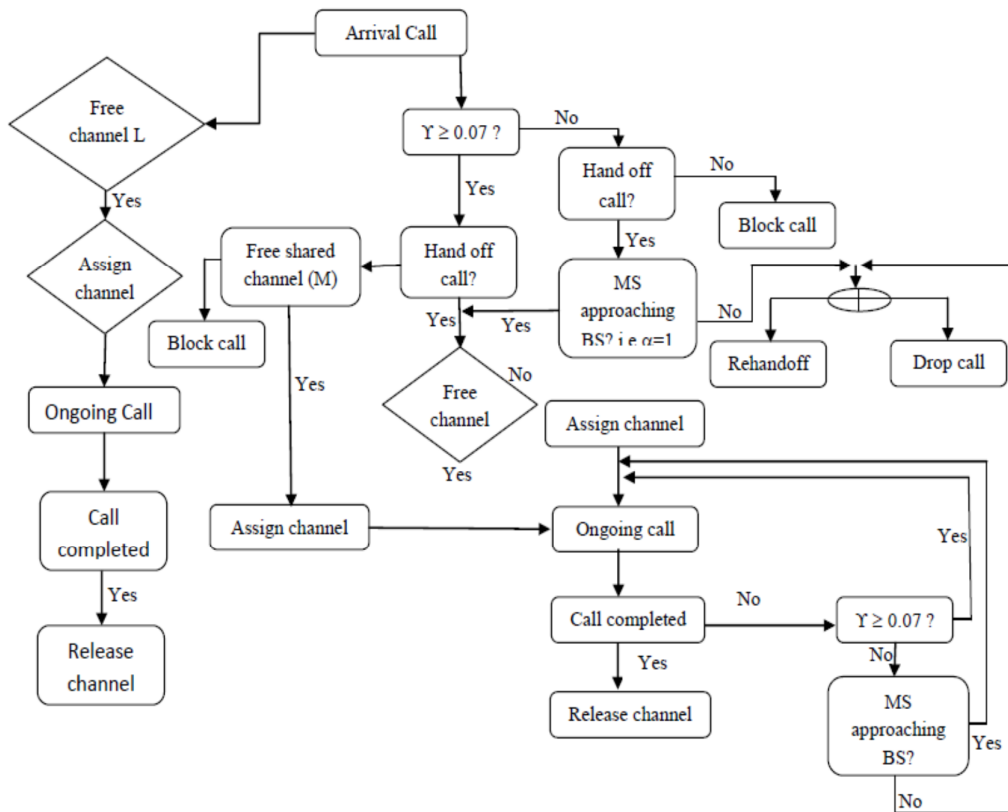 Arrival Call
Free
channel L
ϒ ≥ 0.07 ?
No
Hand off
call?
No
Block call
Yes
Yes
Yes
Assign
channel
Free shared
channel (M)
Hand off
call?
MS
approaching
BS? i.e α=1
No
Yes
Yes
Block call
Rehandoff
Drop call
Yes
No
Free
channel
Yes
Ongoing Call
Assign channel
Call
completed
Assign channel
Ongoing call
Yes
Yes
Call completed
No
ϒ ≥ 0.07 ?
Release
channel
Yes
No
Release channel
MS
approaching
BS?
Yes
No